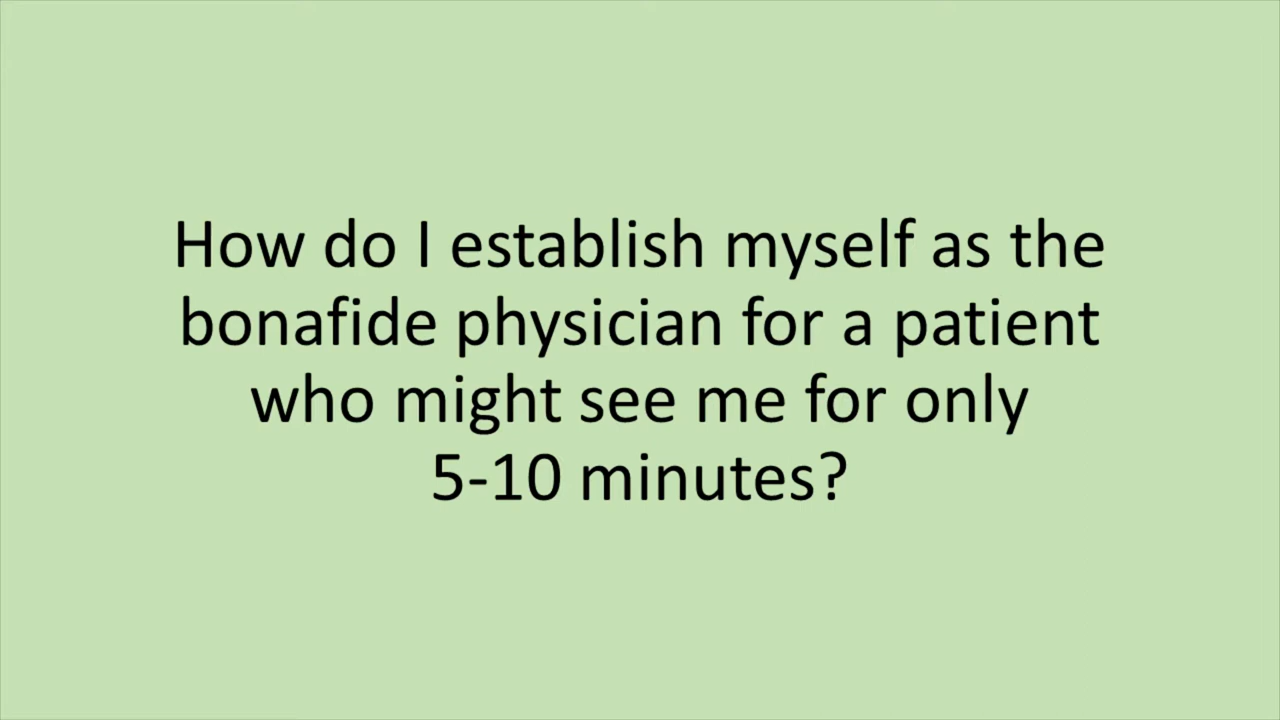 How do I establish myself as the
bonafide physician for a patient
who might see me for only
5-10 minutes?